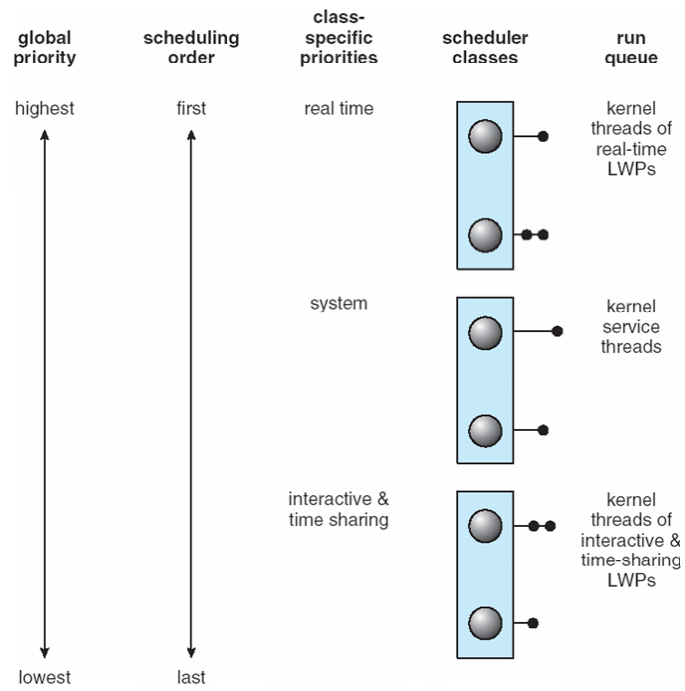 global
priority
scheduling
order
class-
specific
priorities
scheduler
classes
run
queue
highest
first
real time
kernel
threads of
real-time
LWPs
system
kernel
service
threads
interactive &
time sharing
kernel
threads of
interactive &
time-sharing
LWPs
lowest
last